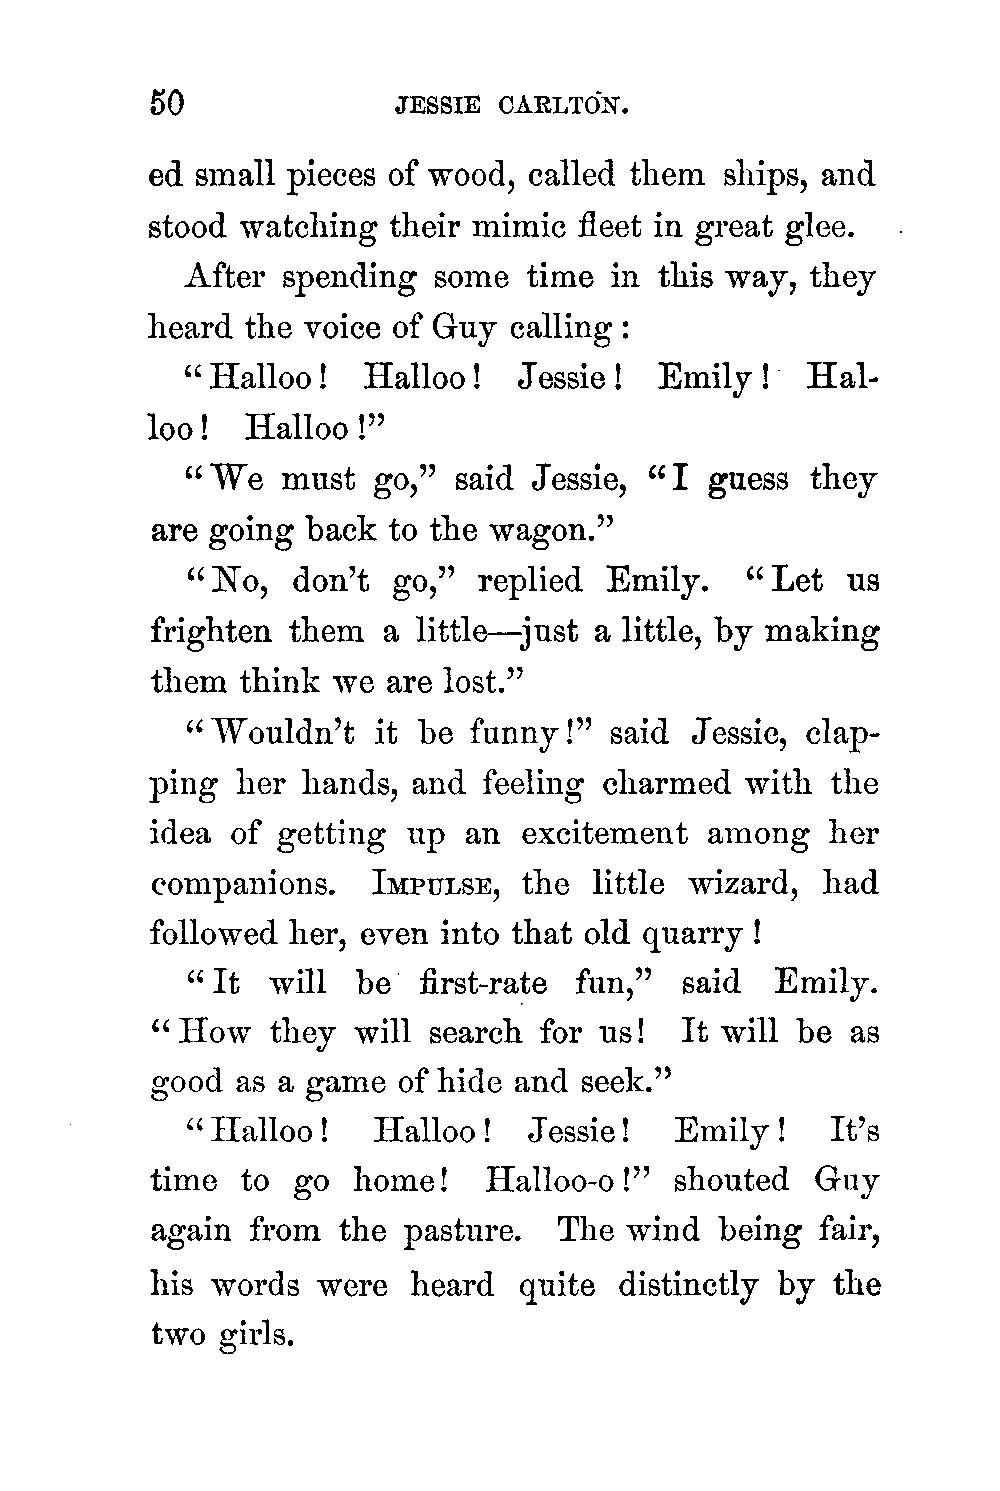 50 JESSIE CARLTON.
ed small pieces of wood, called them ships, and
stood watching their mimic fleet in great glee.
After spending some time in this way, they
heard the voice of Guy calling :
“Halloo! Halloo! Jessie! Emily! Hal-
loo! Halloo!”
“We must go,” said Jessie, “I guess they
are going back to the wagon.”
“No, don’t go,” replied Emily. “Let us
frighten them a little—just a little, by making
them think we are lost.”
“Wouldn’t it be funny!” said Jessie, clap-
ping her hands, and feeling charmed with the
idea of getting up an excitement among her
companions. IMPULSE, the little wizard, had
followed her, even into that old quarry!
“It will be first-rate fun,” said Emily.
“How they will search for us! It will be as
good as a game of hide and seek.”
“Halloo! Halloo! Jessie! Emily! It’s
time to go home! Halloo-o!” shouted Guy
again from the pasture. The wind being fair,
his words were heard quite distinctly by the
two girls.